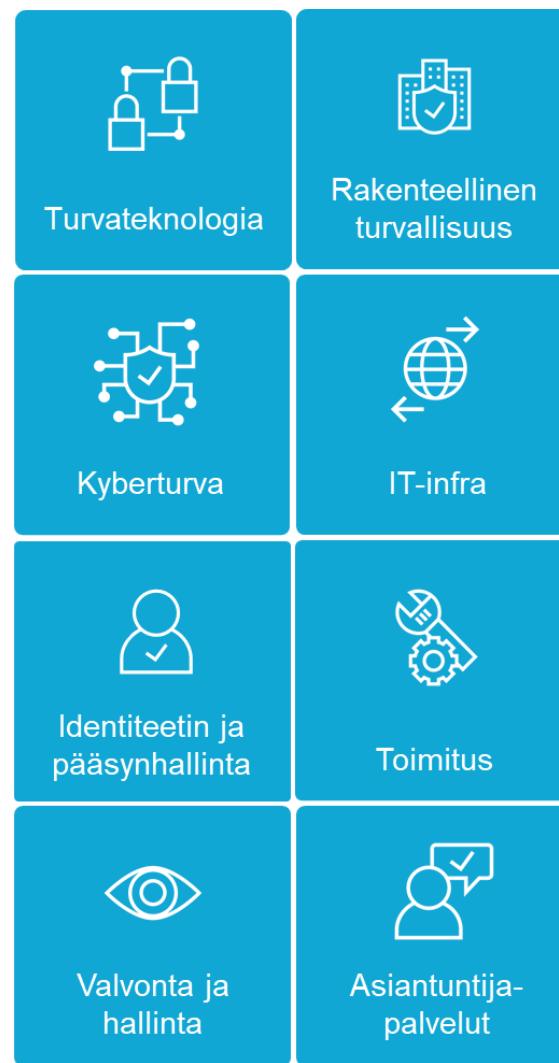 Turvateknologia
Rakenteellinen
turvallisuus
Kyberturva
IT-infra
Identiteetin ja
pääsynhallinta
Toimitus
Valvonta ja
hallinta
Asiantuntija-
palvelut